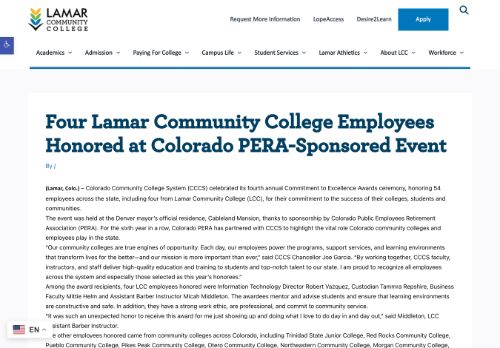 LAMAR
COMMUNITY
COLLEGE
Request More Information LopeAccess Desire2Learn Apply
Academics Admission Paying For College Campus Life Student Services Lamar Athletics About LCC Workforce
Four Lamar Community College Employees
Honored at Colorado PERA-Sponsored Event
By /
(Lamar, Colo.) – Colorado Community College System (CCCS) celebrated its fourth annual Commitment to Excellence Awards ceremony, honoring 54
employees across the state, including four from Lamar Community College (LCC), for their commitment to the success of their colleges, students and
communities.
The event was held at the Denver mayor's official residence, Cableland Mansion, thanks to sponsorship by Colorado Public Employees Retirement
Association (PERA). For the sixth year in a row, Colorado PERA has partnered with CCCS to highlight the vital role Colorado community colleges and
employees play in the state.
"Our community colleges are true engines of opportunity. Each day, our employees power the programs, support services, and learning environments
that transform lives for the better—and our mission is more important than ever," said CCCS Chancellor Joe Garcia. "By working together, CCCS faculty,
instructors, and staff deliver high-quality education and training to students and top-notch talent to our state. I am proud to recognize all employees
across the system and especially those selected as this year's honorees."
Among the award recipients, four LCC employees were honored were Information Technology Director Robert Vazquez, Custodian Tammra Repshire, Business
Faculty Mittie Helm and Assistant Barber Instructor Micah Middleton. The awardees mentor and advise students and ensure that learning environments
are constructive and safe. In addition, they have a strong work ethic, are professional, and commit to community service.
"It was such an unexpected honor to receive this award for me just showing up and doing what I love to do day in and day out," said Middleton, LCC
istant Barber Instructor.
EN
e other employees honored came from community colleges across Colorado, including Trinidad State Junior College, Red Rocks Community College,
Pueblo Community College, Pikes Peak Community College, Otero Community College, Northeastern Community College, Morgan Community College,